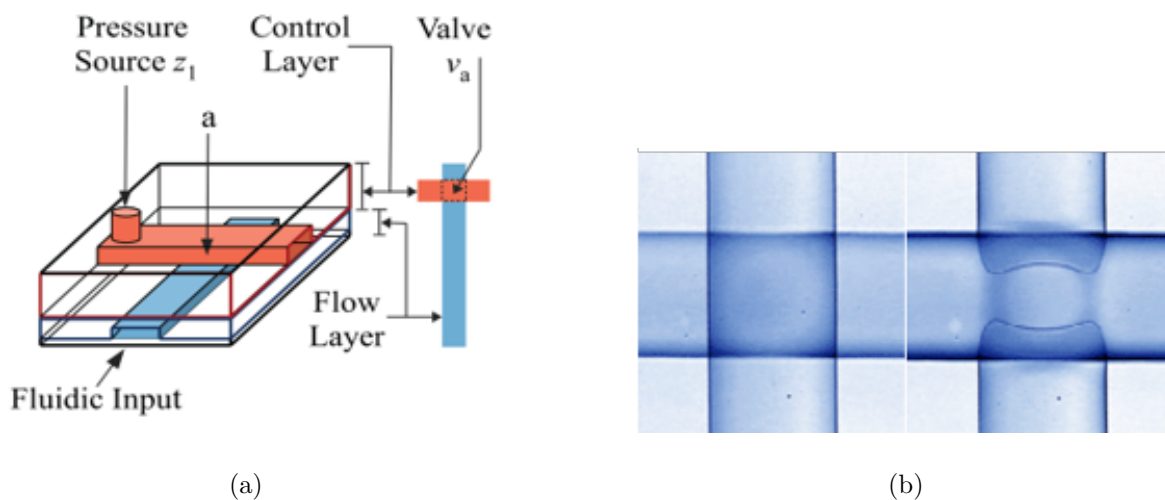 Pressure
Source z1
Control
Layer
Valve
va
a
Flow
Layer
Fluidic Input
(a)
(b)